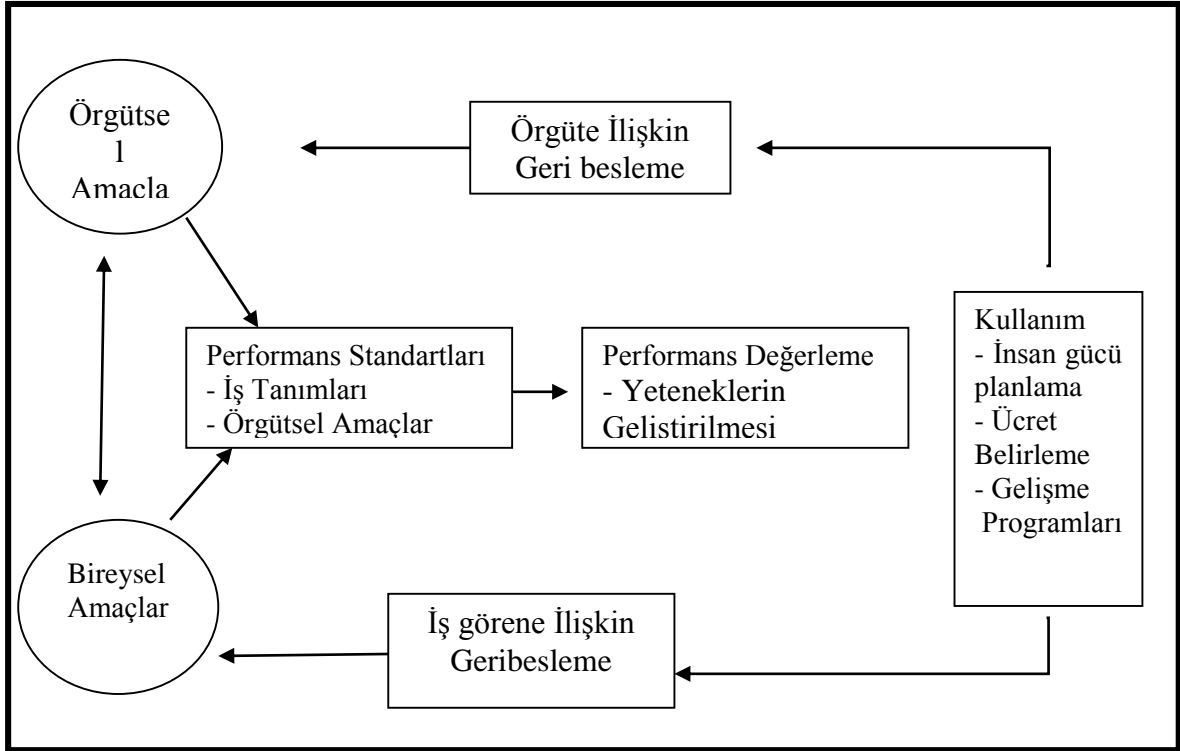 Örgütse
l
Amaçla
Örgüte İlişkin
Geri besleme
Performans Standartları
- İş Tanımları
- Örgütsel Amaçlar
Performans Değerleme
- Yeteneklerin
Gelistirilmesi
Kullanım
- İnsan gücü
planlama
- Ücret
Belirleme
- Gelişme
Programları
Bireysel
Amaçlar
İş görene İlişkin
Geribesleme